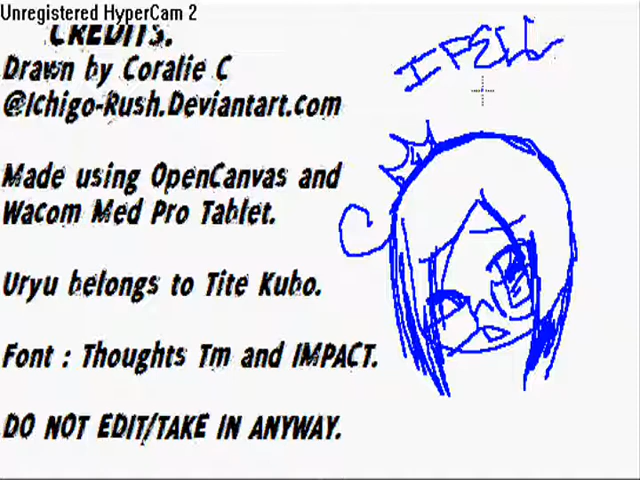 Unregistered HyperCam 2
CREDITS.
Drawn by Coralie C
@Ichigo-Rush.Deviantart.com
Made using OpenCanvas and
Wacom Med Pro Tablet.
Uryu belongs to Tite Kubo.
Font : Thoughts Tm and IMPACT.
DO NOT EDIT/TAKE IN ANYWAY.
I FELL